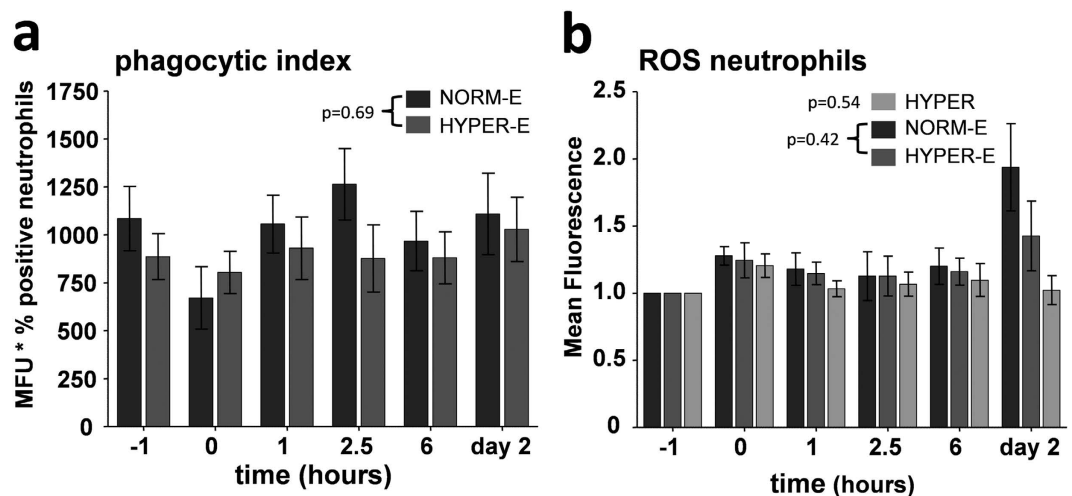 a
phagocytic index
1750
1500
1250
1000
750
500
250
0
MFU * % positive neutrophils
p=0.69
NORM-E
HYPER-E
-1 0 1 2.5 6 day 2
time (hours)
b
ROS neutrophils
2.5
2.0
1.5
1.0
0.5
0.0
Mean Fluorescence
p=0.54 HYPER
p=0.42
NORM-E
HYPER-E
-1 0 1 2.5 6 day 2
time (hours)